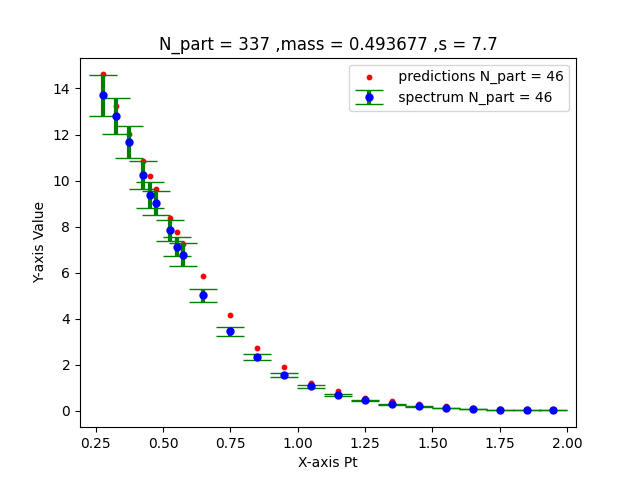 N_part = 337 ,mass = 0.493677 ,s = 7.7
predictions N_part = 46
spectrum N_part = 46
Y-axis Value
14
12
10
8
6
4
2
0
0.25 0.50 0.75 1.00 1.25 1.50 1.75 2.00
X-axis Pt